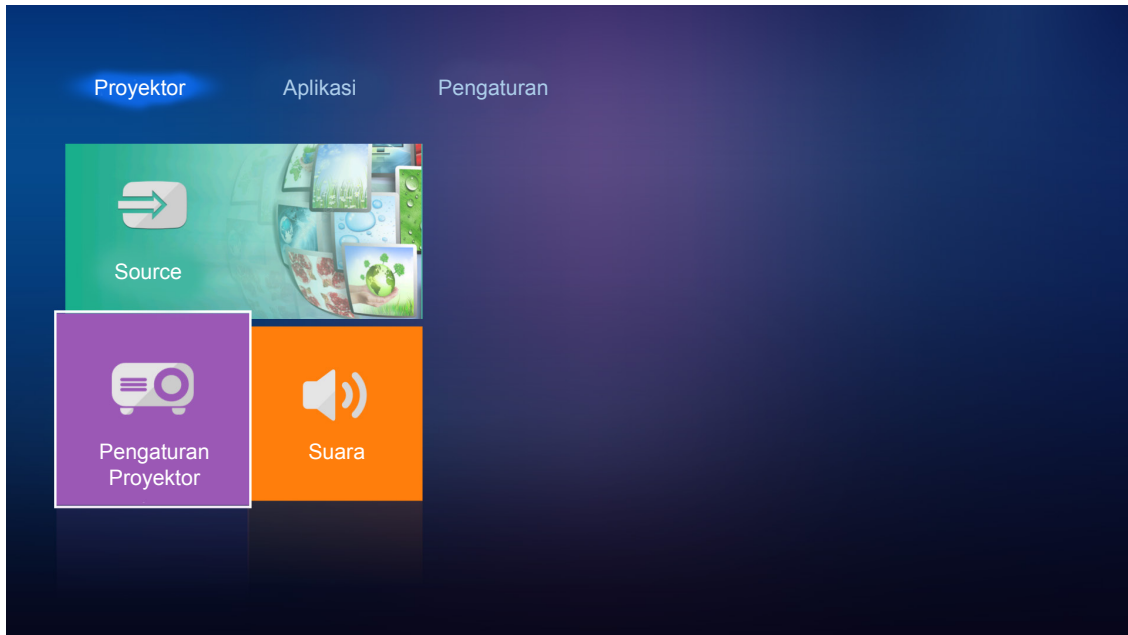 Proyektor Aplikasi Pengaturan
Source
Pengaturan
Proyektor
Suara